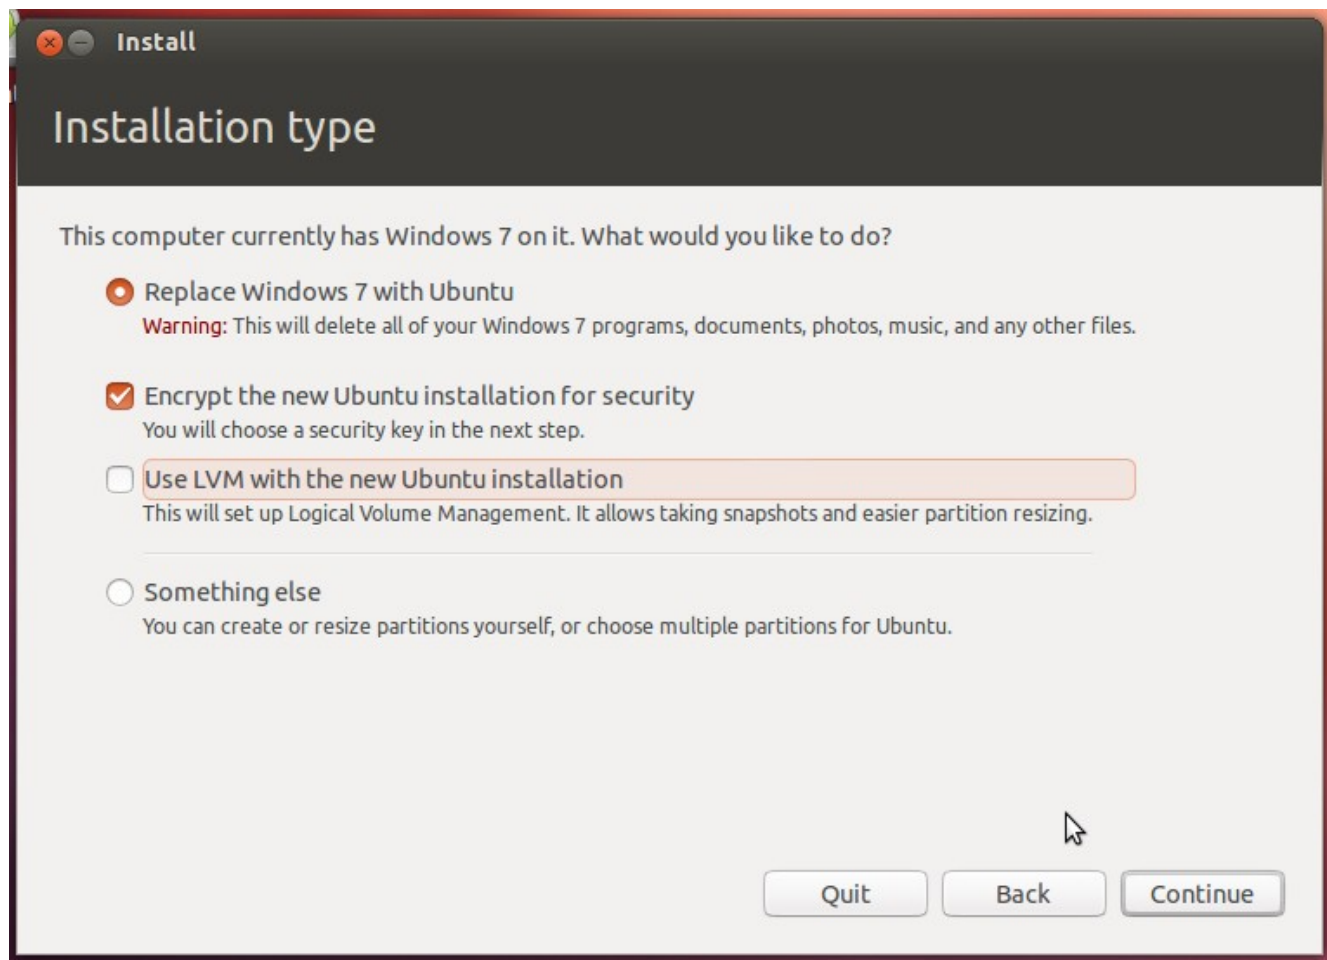 Install
Installation type
This computer currently has Windows 7 on it. What would you like to do?
Replace Windows 7 with Ubuntu
Warning: This will delete all of your Windows 7 programs, documents, photos, music, and any other files.
Encrypt the new Ubuntu installation for security
You will choose a security key in the next step.
Use LVM with the new Ubuntu installation
This will set up Logical Volume Management. It allows taking snapshots and easier partition resizing.
Something else
You can create or resize partitions yourself, or choose multiple partitions for Ubuntu.
Quit Back Continue